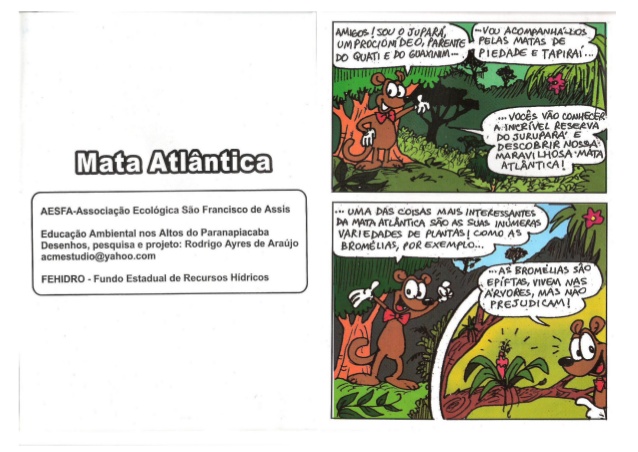 Mata Atlântica
AESFA-Associação Ecológica São Francisco de Assis
Educação Ambiental nos Altos do Paranapiacaba
Desenhos, pesquisa e projeto: Rodrigo Ayres de Araújo
acmestudio@yahoo.com
FEHIDRO - Fundo Estadual de Recursos Hídricos
AMIGOS! SOU O JUPARÁ,
UM PROCIONÍDEO, PARENTE
DO QUATI E DO GUAXINIM...
...VOU ACOMPANHÁ-LOS
PELAS MATAS DE
PIEDADE E TAPIRAÍ...
...VOCÊS VÃO CONHECER
A INCRÍVEL RESERVA
DO JURUPARÁ E
DESCOBRIR NOSSA
MARAVILHOSA MATA
ATLÂNTICA!
... UMA DAS COISAS MAIS INTERESSANTES
DA MATA ATLÂNTICA SÃO AS SUAS INÚMERAS
VARIEDADES DE PLANTAS! COMO AS
BROMÉLIAS, POR EXEMPLO...
...AS BROMÉLIAS SÃO
EPÍFTAS, VIVEM NAS
ÁRVORES, MAS NÃO
PREJUDICAM!